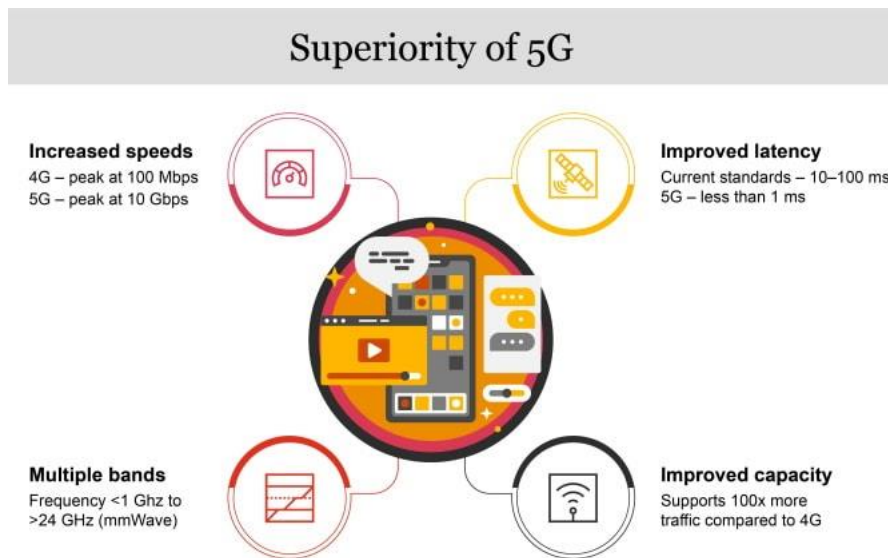 Superiority of 5G
Increased speeds
4G – peak at 100 Mbps
5G – peak at 10 Gbps
Improved latency
Current standards – 10–100 ms
5G – less than 1 ms
Multiple bands
Frequency <1 Ghz to
>24 GHz (mmWave)
Improved capacity
Supports 100x more
traffic compared to 4G